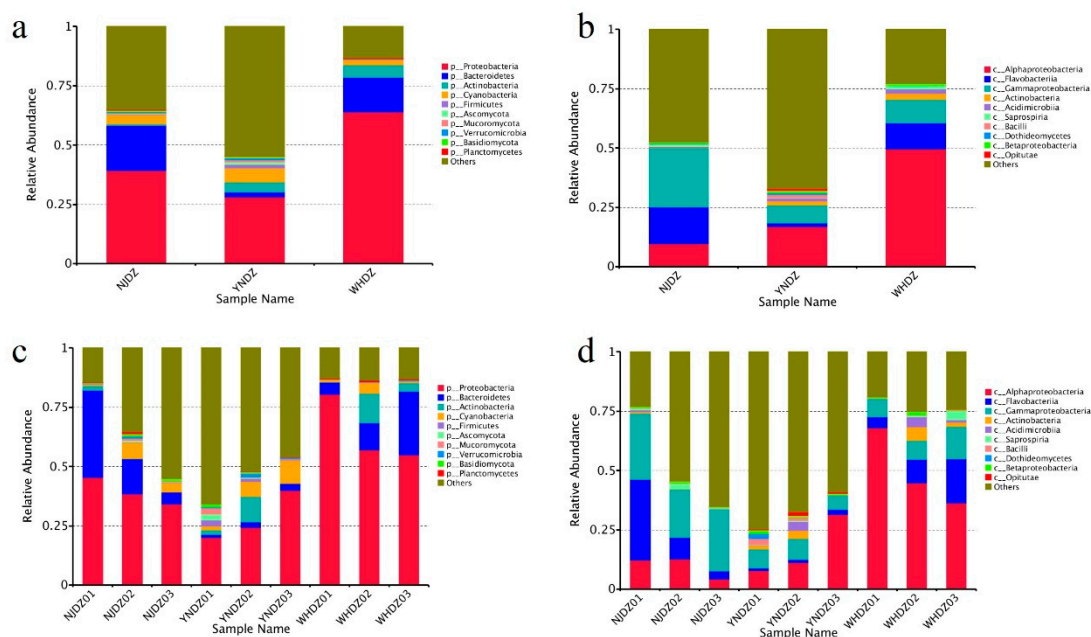 a
Relative Abundance
1
0.75
0.5
0.25
0
NJDZ
YNDZ
WHDZ
Sample Name
p__Proteobacteria
p__Bacteroidetes
p__Actinobacteria
p__Cyanobacteria
p__Firmicutes
p__Ascomycota
p__Mucoromycota
p__Verrucomicrobia
p__Basidiomycota
p__Planctomycetes
Others
b
Relative Abundance
1
0.75
0.5
0.25
0
NJDZ
YNDZ
WHDZ
Sample Name
c__Alphaproteobacteria
c__Flavobacteriia
c__Gammaproteobacteria
c__Actinobacteria
c__Acidimicrobiia
c__Saprospiria
c__Bacilli
c__Dothideomycetes
c__Betaproteobacteria
c__Opitutae
Others
c
Relative Abundance
1
0.75
0.5
0.25
0
NJDZ01
NJDZ02
NJDZ03
YNDZ01
YNDZ02
YNDZ03
WHDZ01
WHDZ02
WHDZ03
Sample Name
p__Proteobacteria
p__Bacteroidetes
p__Actinobacteria
p__Cyanobacteria
p__Firmicutes
p__Ascomycota
p__Mucoromycota
p__Verrucomicrobia
p__Basidiomycota
p__Planctomycetes
Others
d
Relative Abundance
1
0.75
0.5
0.25
0
NJDZ01
NJDZ02
NJDZ03
YNDZ01
YNDZ02
YNDZ03
WHDZ01
WHDZ02
WHDZ03
Sample Name
c__Alphaproteobacteria
c__Flavobacteriia
c__Gammaproteobacteria
c__Actinobacteria
c__Acidimicrobiia
c__Saprospiria
c__Bacilli
c__Dothideomycetes
c__Betaproteobacteria
c__Opitutae
Others